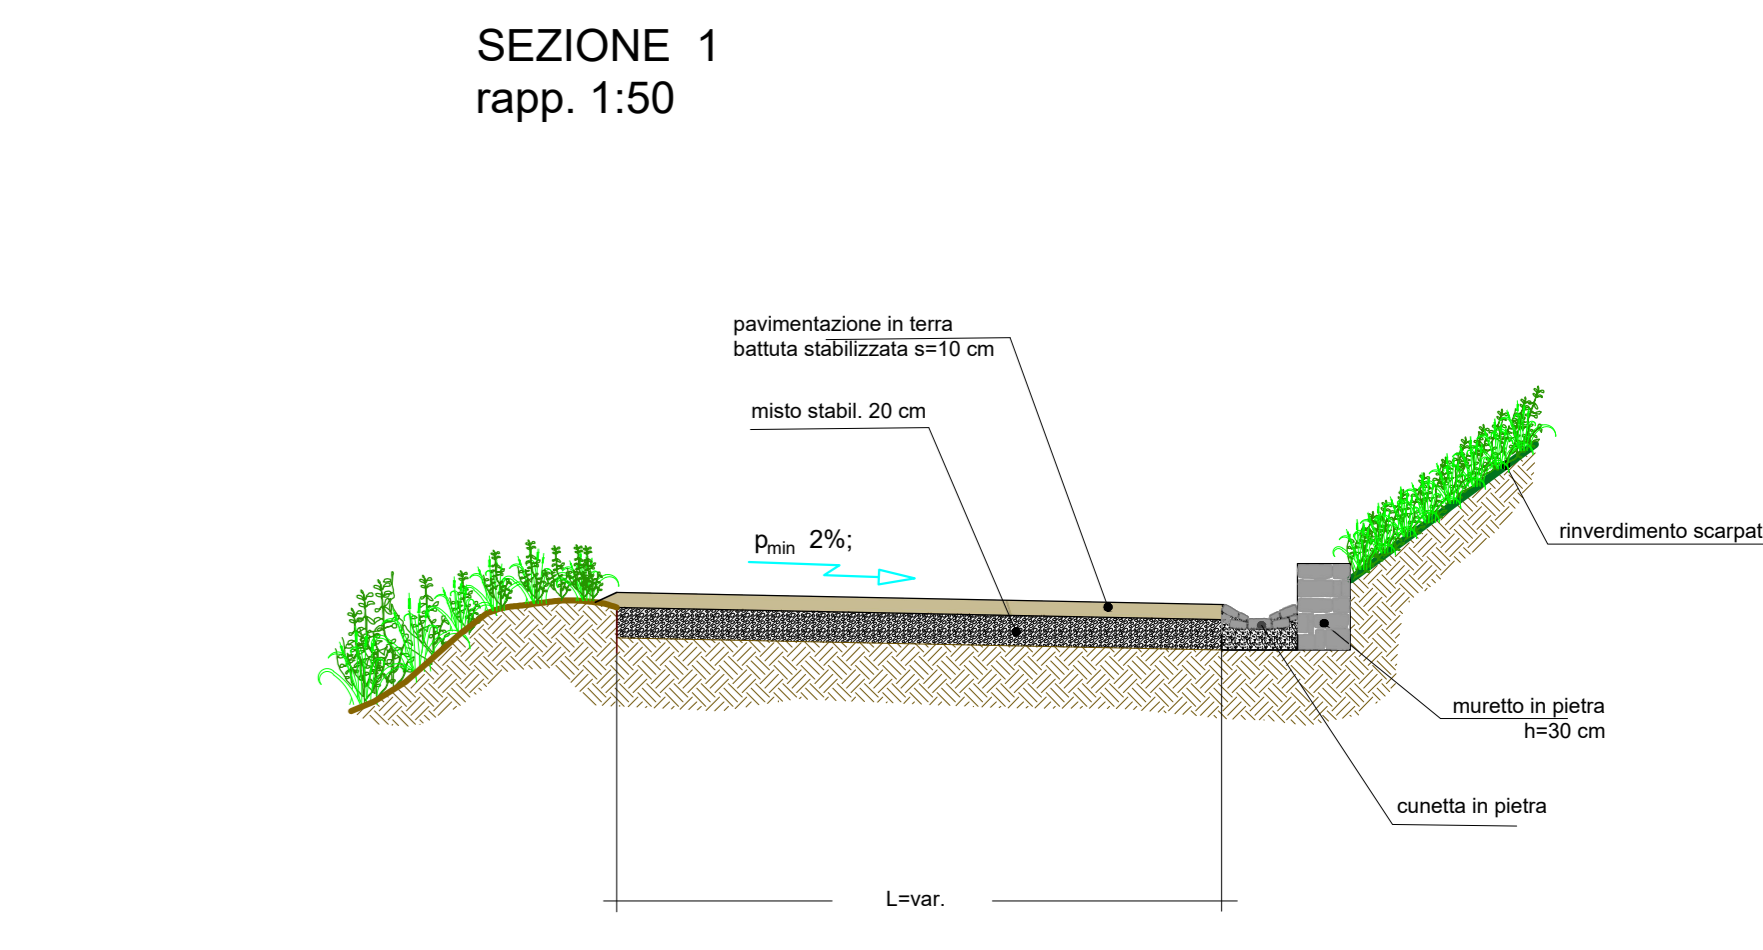 SEZIONE 1
rapp. 1:50
pavimentazione in terra
battuta stabilizzata s=10 cm
misto stabil. 20 cm
pmin 2%;
rinverdimento scarpat
muretto in pietra
h=30 cm
cunetta in pietra
L=var.